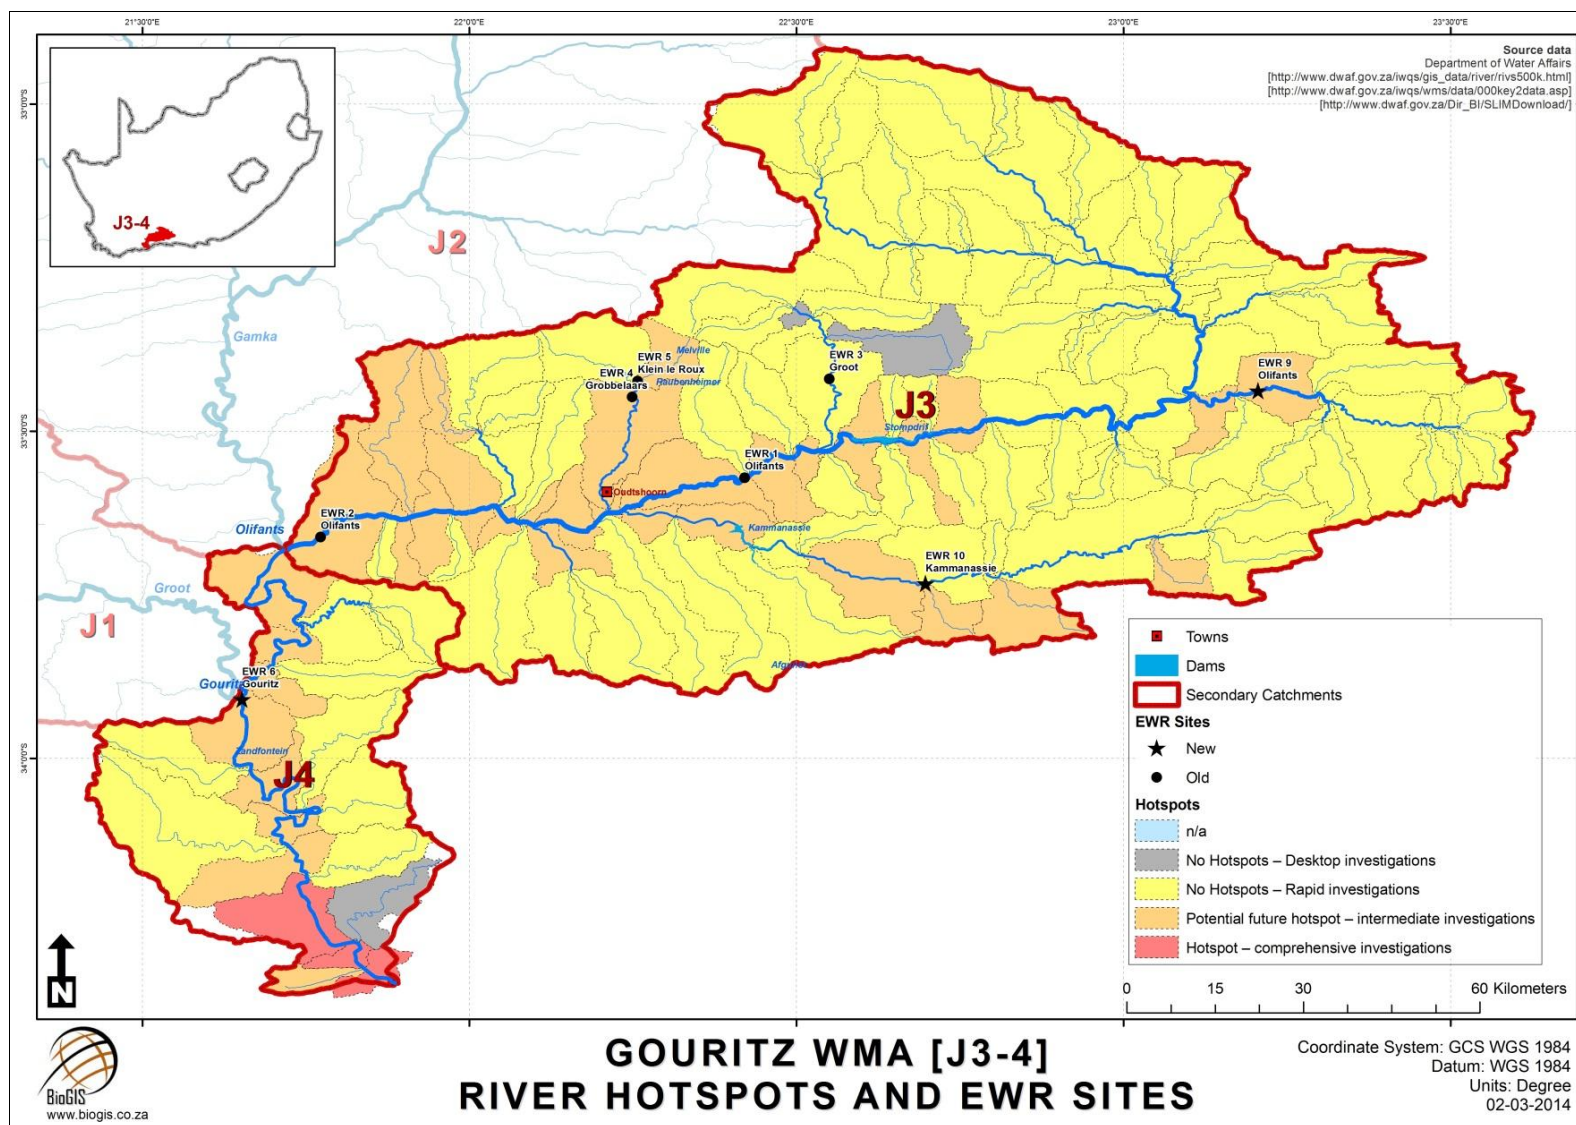 21°30'0"E
22°0'0"E
22°30'0"E
23°0'0"E
23°30'0"E
33°0'0"S
33°30'0"S
34°0'0"S
Source data
Department of Water Affairs
[http://www.dwaf.gov.za/iwqs/gis_data/river/rivs500k.html]
[http://www.dwaf.gov.za/iwqs/wms/data/000key2data.asp]
[http://www.dwaf.gov.za/Dir_BI/SLIMDownload/]
J3-4
J2
Gamka
Melville
EWR 5
Klein le Roux
EWR 4
Grobbelaars
Raubenheimer
EWR 3
Groot
EWR 9
Olifants
J3
Stompdrif
EWR 1
Olifants
Oudtshoorn
EWR 2
Olifants
Olifants
Kammanassie
EWR 10
Kammanassie
Groot
J1
EWR 6
Gouritz
Gouritz
Zandfontein
J4
Towns
Dams
Secondary Catchments
EWR Sites
New
Old
Hotspots
n/a
No Hotspots – Desktop investigations
No Hotspots – Rapid investigations
Potential future hotspot – intermediate investigations
Hotspot – comprehensive investigations
0 15 30 60 Kilometers
N
BioGIS
www.biogis.co.za
GOURITZ WMA [J3-4]
RIVER HOTSPOTS AND EWR SITES
Coordinate System: GCS WGS 1984
Datum: WGS 1984
Units: Degree
02-03-2014